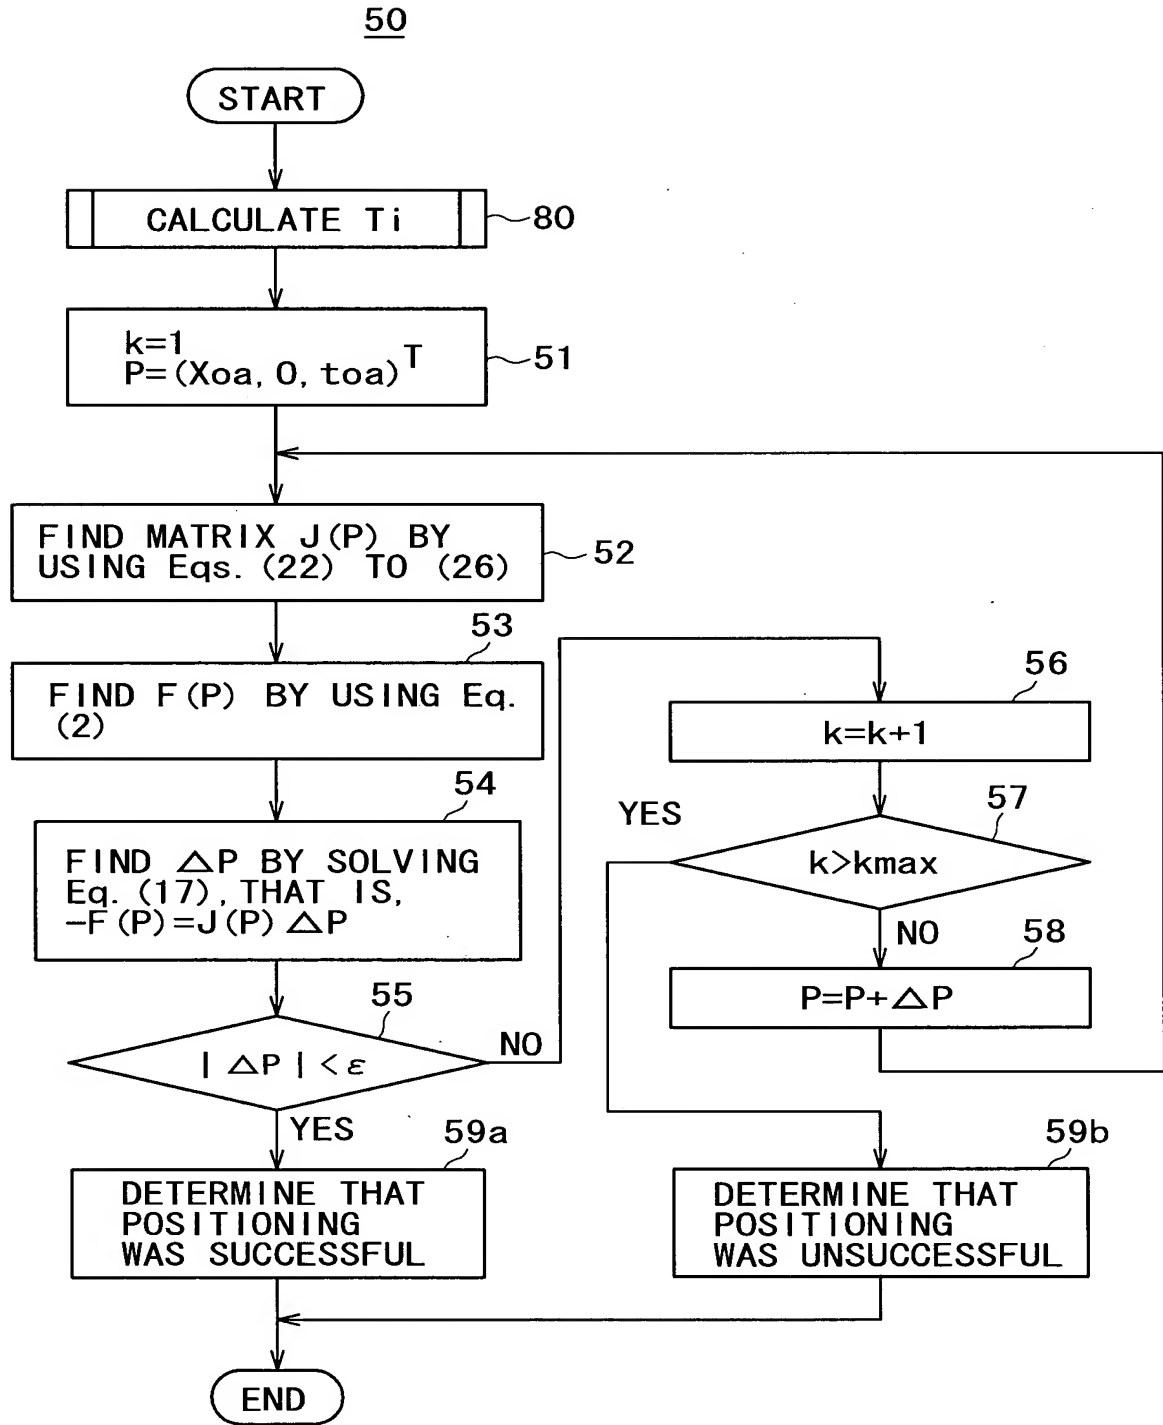 50
START
CALCULATE Ti
80
k=1
P=(Xoa, 0, toa)T
51
FIND MATRIX J(P) BY
USING Eqs. (22) TO (26)
52
53
FIND F(P) BY USING Eq.
(2)
54
FIND △P BY SOLVING
Eq. (17), THAT IS,
-F(P)=J(P)△P
55
|△P|<ε
NO
YES
59a
DETERMINE THAT
POSITIONING
WAS SUCCESSFUL
56
k=k+1
57
YES
k>kmax
NO
58
P=P+△P
59b
DETERMINE THAT
POSITIONING
WAS UNSUCCESSFUL
END